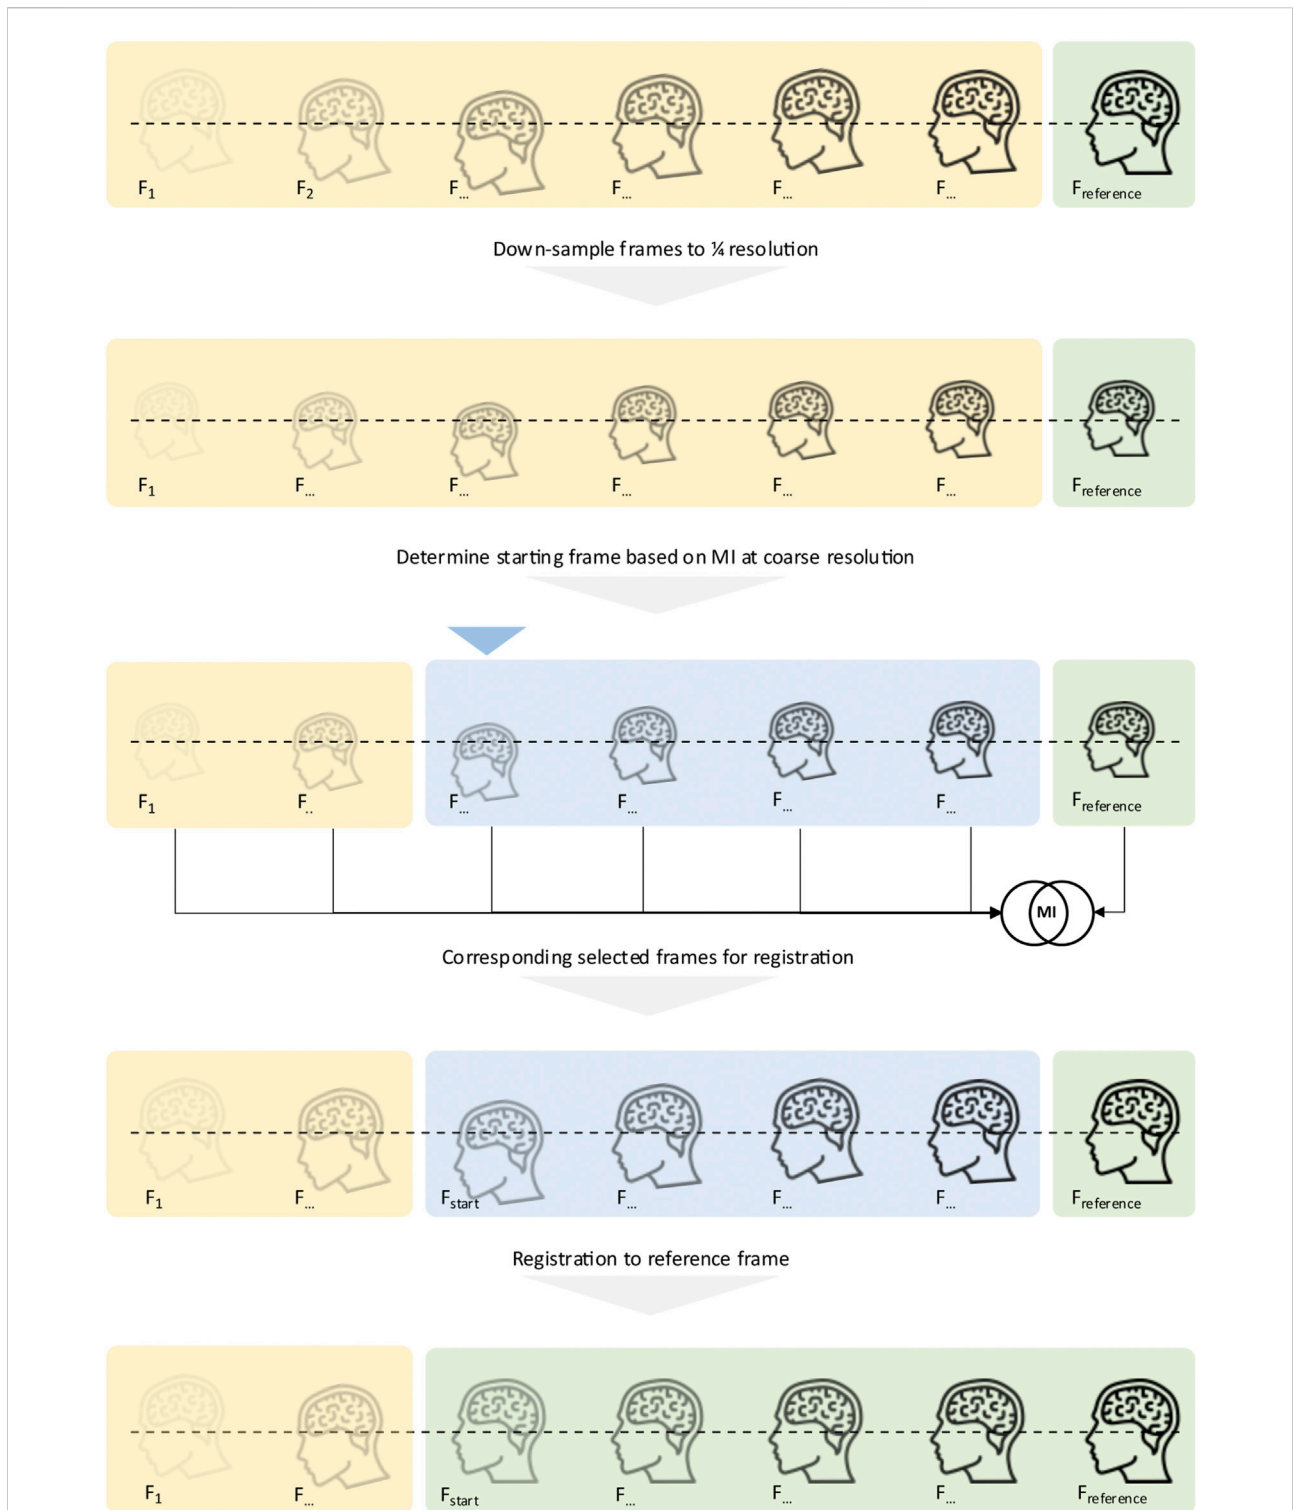 F1 F2 F... F... F... F... Freference
Down-sample frames to ¼ resolution
F1 F... F... F... F... F... Freference
Determine starting frame based on MI at coarse resolution
F1 F.. F... F... F... F... Freference
MI
Corresponding selected frames for registration
F1 F... Fstart F... F... F... Freference
Registration to reference frame
F1 F... Fstart F... F... F... Freference